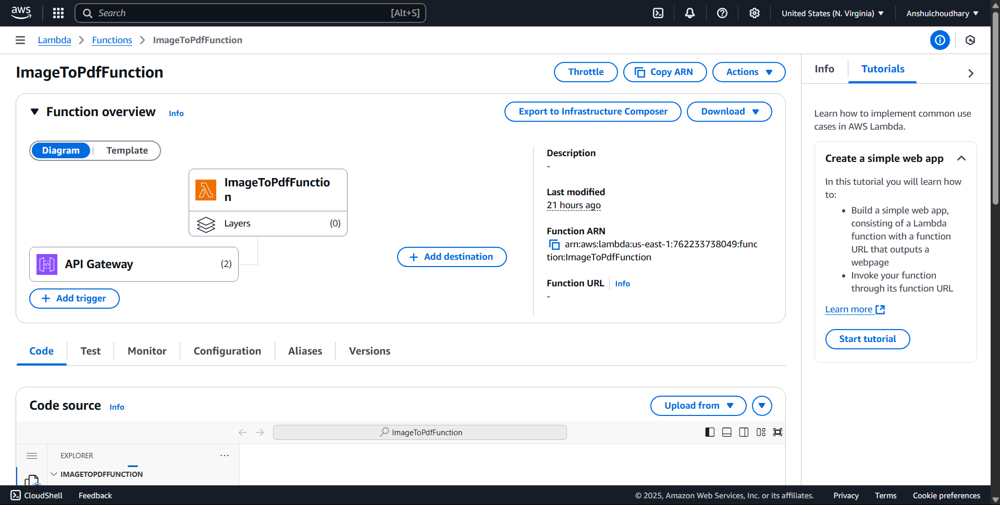 aws
Search
[Alt+S]
United States (N. Virginia)
Anshulchoudhary
Lambda
Functions
ImageToPdfFunction
ImageToPdfFunction
Throttle
Copy ARN
Actions
Info
Tutorials
Function overview
Info
Export to Infrastructure Composer
Download
Diagram
Template
ImageToPdfFunctio
n
Layers
(0)
API Gateway
(2)
Add trigger
Add destination
Description
-
Last modified
21 hours ago
Function ARN
arn:aws:lambda:us-east-1:762233738049:func
tion:ImageToPdfFunction
Function URL
Info
-
Learn how to implement common use
cases in AWS Lambda.
Create a simple web app
In this tutorial you will learn how
to:
• Build a simple web app,
consisting of a Lambda
function with a function
URL that outputs a
webpage
• Invoke your function
through its function URL
Learn more
Start tutorial
Code
Test
Monitor
Configuration
Aliases
Versions
Code source
Info
Upload from
ImageToPdfFunction
EXPLORER
IMAGETOPDFFUNCTION
CloudShell
Feedback
© 2025, Amazon Web Services, Inc. or its affiliates.
Privacy
Terms
Cookie preferences